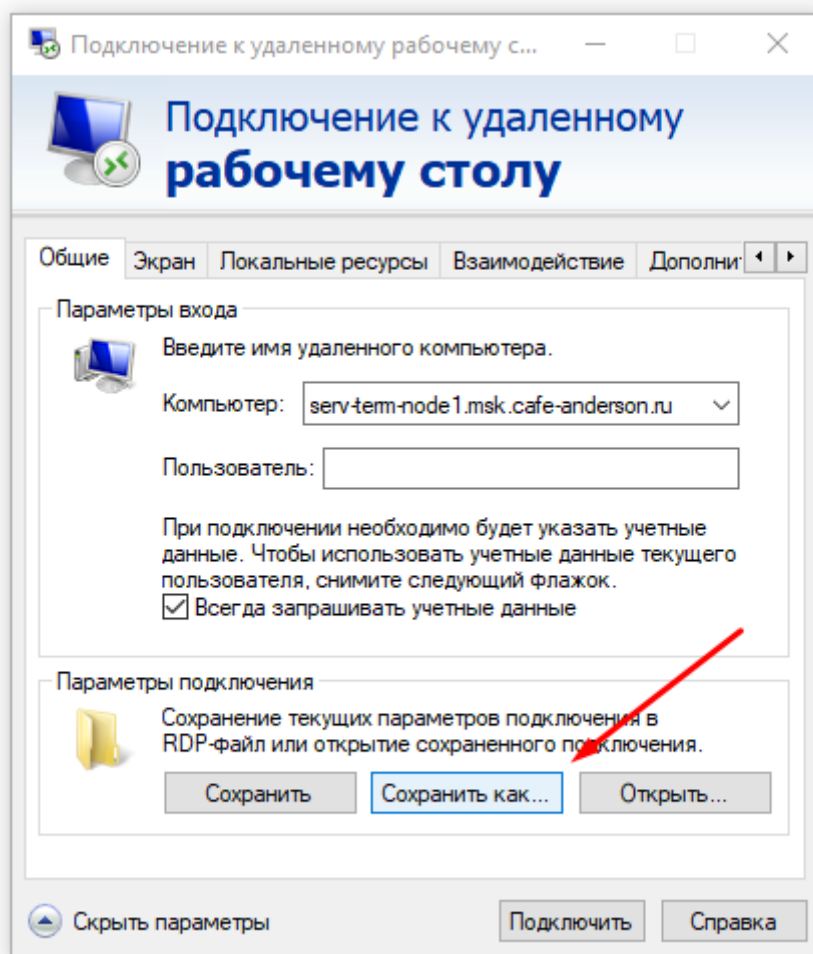 Подключение к удаленному рабочему с...
Подключение к удаленному
рабочему столу
Общие Экран Локальные ресурсы Взаимодействие Дополнит
Параметры входа
Введите имя удаленного компьютера.
Компьютер: serv-term-node1.msk.cafe-anderson.ru
Пользователь:
При подключении необходимо будет указать учетные
данные. Чтобы использовать учетные данные текущего
пользователя, снимите следующий флажок.
Всегда запрашивать учетные данные
Параметры подключения
Сохранение текущих параметров подключения в
RDP-файл или открытие сохраненного подключения.
Сохранить Сохранить как... Открыть...
Скрыть параметры Подключить Справка